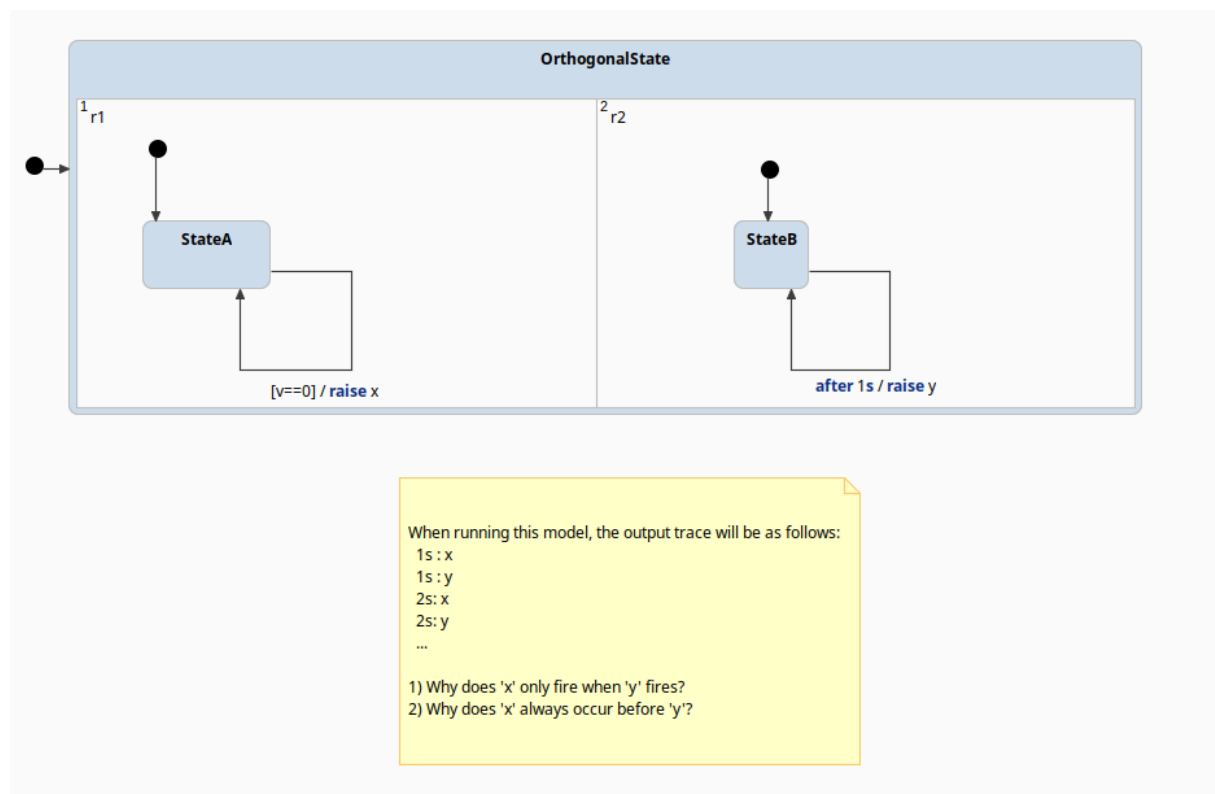 OrthogonalState
1
r1
2
r2
StateA
StateB
[v==0] / raise x
after 1s / raise y
When running this model, the output trace will be as follows:
1s : x
1s : y
2s: x
2s: y
...
1) Why does 'x' only fire when 'y' fires?
2) Why does 'x' always occur before 'y'?